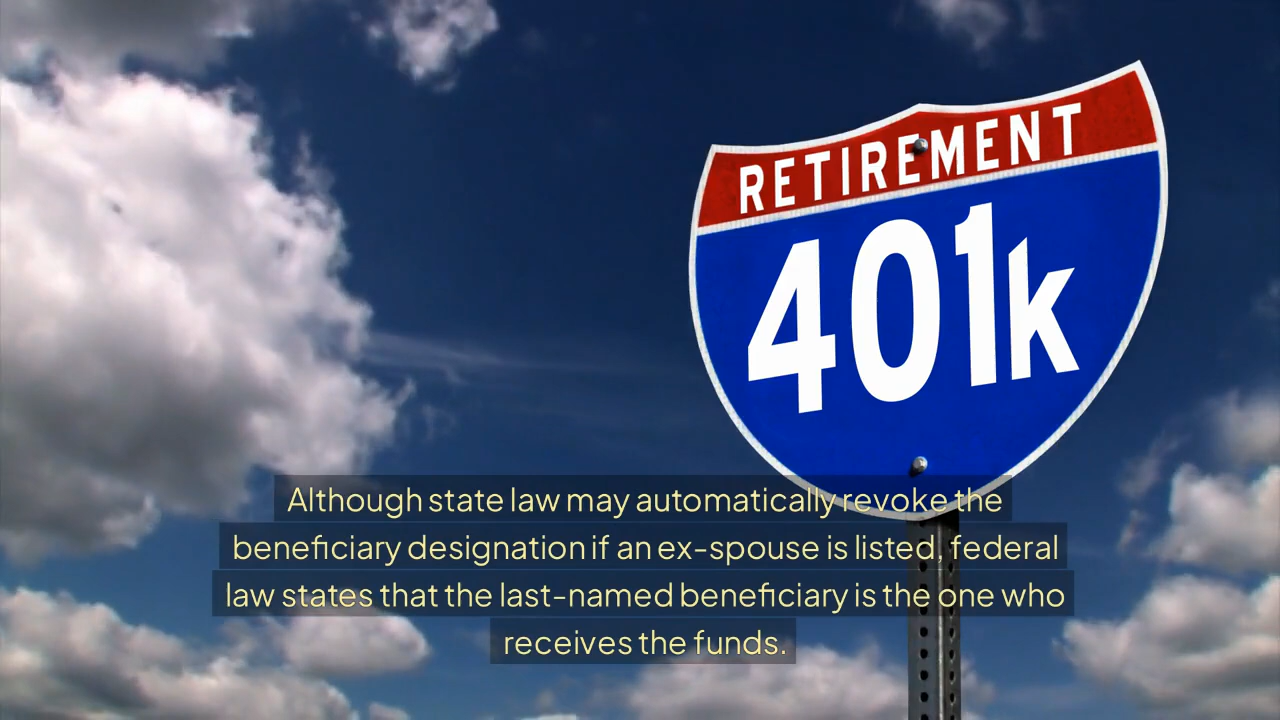 RETIREMENT
401k
Although state law may automatically revoke the
beneficiary designation if an ex-spouse is listed, federal
law states that the last-named beneficiary is the one who
receives the funds.